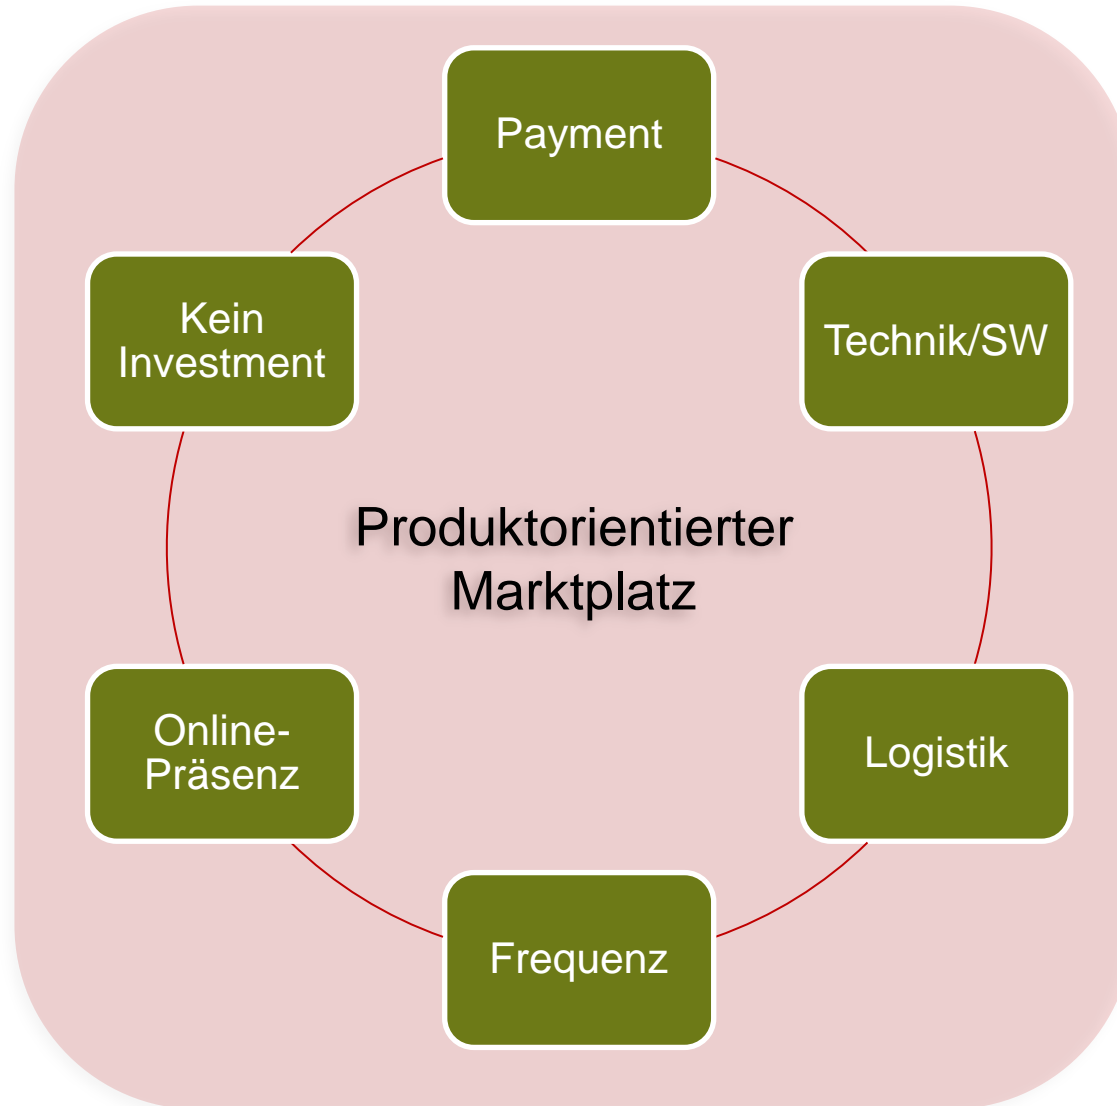 Payment
Kein
Investment
Technik/SW
Produktorientierter
Marktplatz
Online-
Präsenz
Logistik
Frequenz